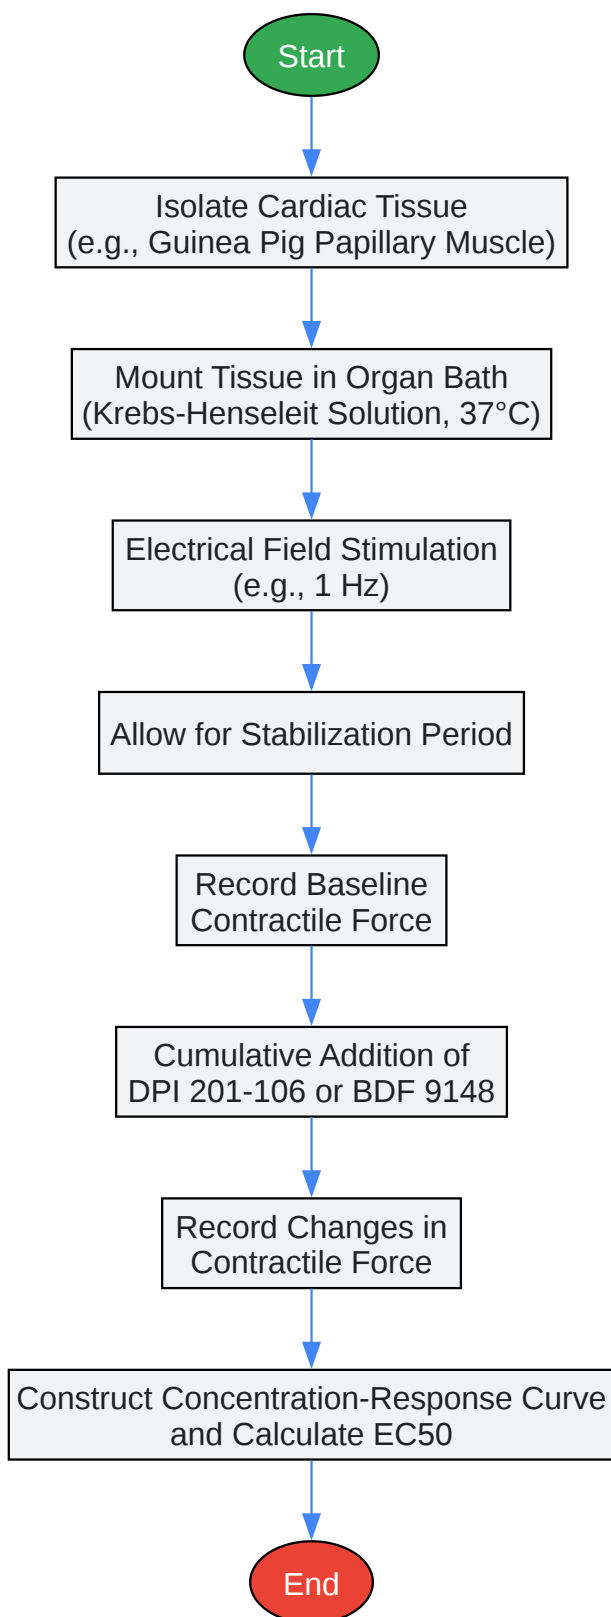 Start
Isolate Cardiac Tissue
(e.g., Guinea Pig Papillary Muscle)
Mount Tissue in Organ Bath
(Krebs-Henseleit Solution, 37°C)
Electrical Field Stimulation
(e.g., 1 Hz)
Allow for Stabilization Period
Record Baseline
Contractile Force
Cumulative Addition of
DPI 201-106 or BDF 9148
Record Changes in
Contractile Force
Construct Concentration-Response Curve
and Calculate EC50
End